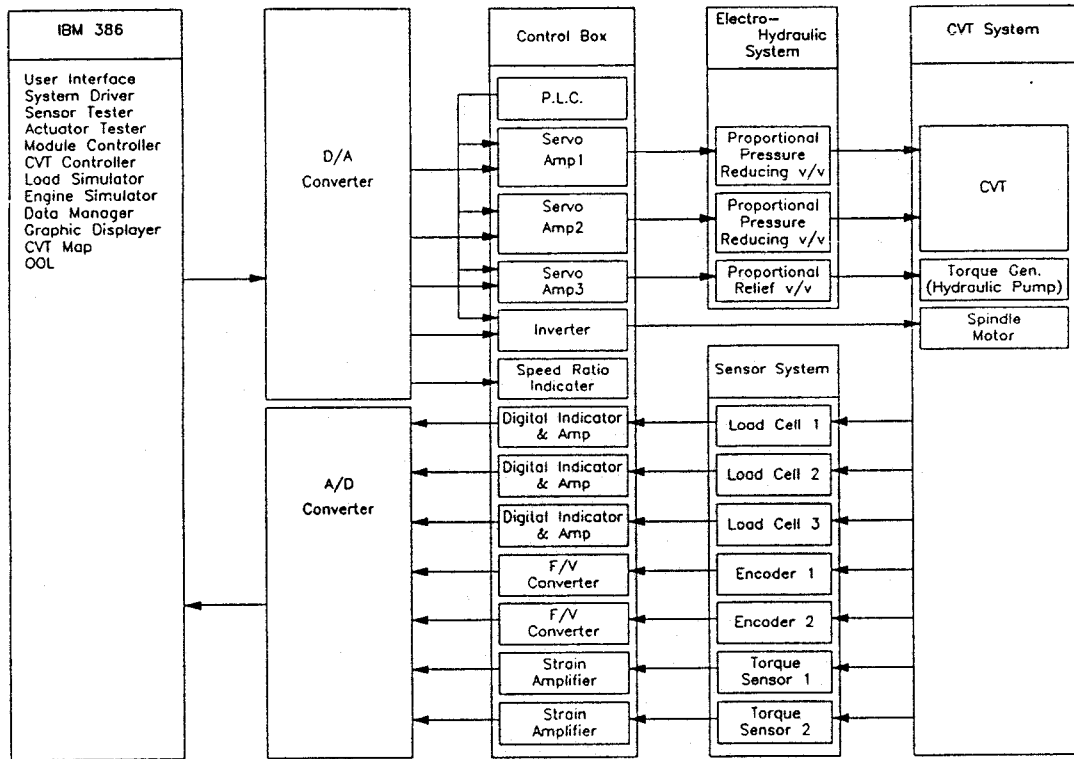 IBM 386
User Interface
System Driver
Sensor Tester
Actuator Tester
Module Controller
CVT Controller
Load Simulator
Engine Simulator
Data Manager
Graphic Displayer
CVT Map
OOL
D/A
Converter
A/D
Converter
Control Box
P.L.C.
Servo
Amp1
Servo
Amp2
Servo
Amp3
Inverter
Speed Ratio
Indicater
Digital Indicator
& Amp
Digital Indicator
& Amp
Digital Indicator
& Amp
F/V
Converter
F/V
Converter
Strain
Amplifier
Strain
Amplifier
Electro-
Hydraulic
System
Proportional
Pressure
Reducing v/v
Proportional
Pressure
Reducing v/v
Proportional
Relief v/v
Sensor System
Load Cell 1
Load Cell 2
Load Cell 3
Encoder 1
Encoder 2
Torque
Sensor 1
Torque
Sensor 2
CVT System
CVT
Torque Gen.
(Hydraulic Pump)
Spindle
Motor